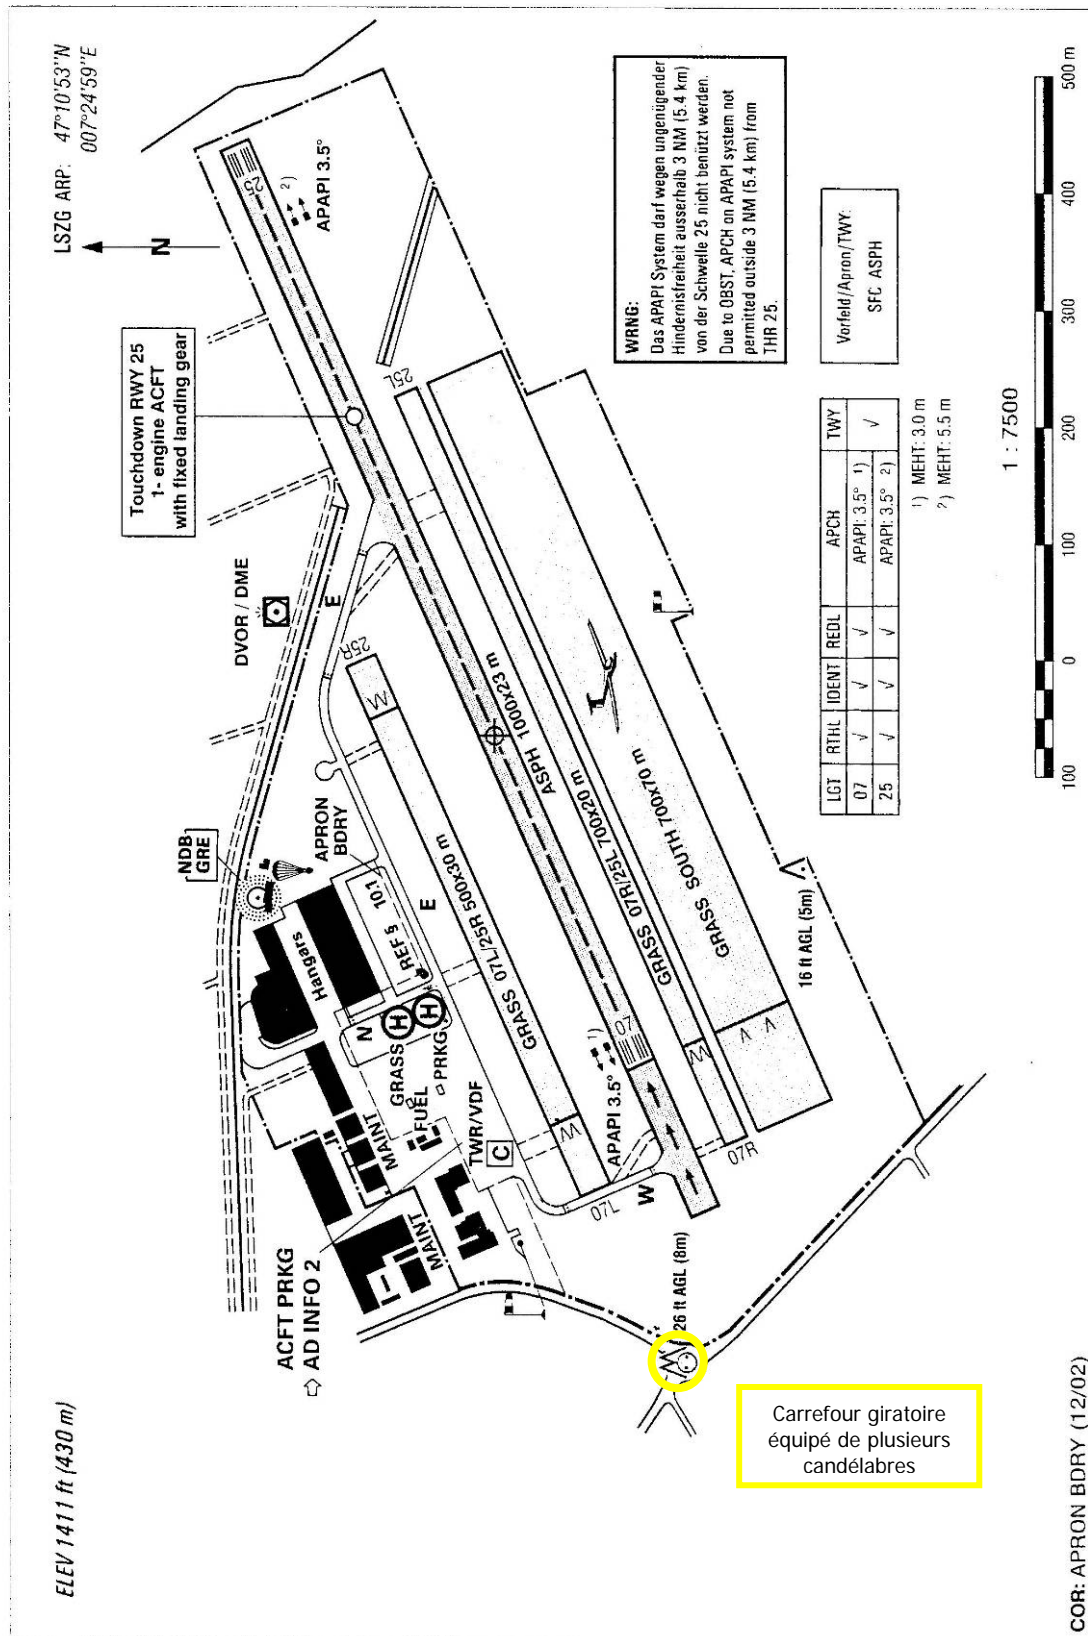 ELEV 1411 ft (430 m)
LSZG ARP: 47°10'53"N
007°24'59"E
N
Touchdown RWY 25
1- engine ACFT
with fixed landing gear
DVOR / DME
NDB
GRE
APRON
BDRY
E
E
25R
25
APAPI 3.5°
2)
25L
Hangars
REFS
101
N
H
H
GRASS
PRKG
FUEL
MAINT
MAINT
TWR/VDF
C
ACFT PRKG
⇨ AD INFO 2
GRASS 07L/25R 500x30 m
ASPH 1000x23 m
GRASS 07R/25L 700x20 m
GRASS SOUTH 700x70 m
07
APAPI 3.5°
1)
07L
W
07R
26 ft AGL (8m)
16 ft AGL (5m)
Carrefour giratoire
équipé de plusieurs
candélabres
WRNG:
Das APAPI System darf wegen ungenügender
Hindernisfreiheit ausserhalb 3 NM (5.4 km)
von der Schwelle 25 nicht benützt werden.
Due to OBST, APCH on APAPI system not
permitted outside 3 NM (5.4 km) from
THR 25.
LGT RTHL IDENT REDL APCH TWY
07 √ √ √ APAPI: 3.5° 1) √
25 √ √ √ APAPI: 3.5° 2)
1) MEHT: 3.0 m
2) MEHT: 5.5 m
Vorfeld/Apron/TWY:
SFC ASPH
1 : 7500
100 0 100 200 300 400 500 m
COR: APRON BDRY (12/02)